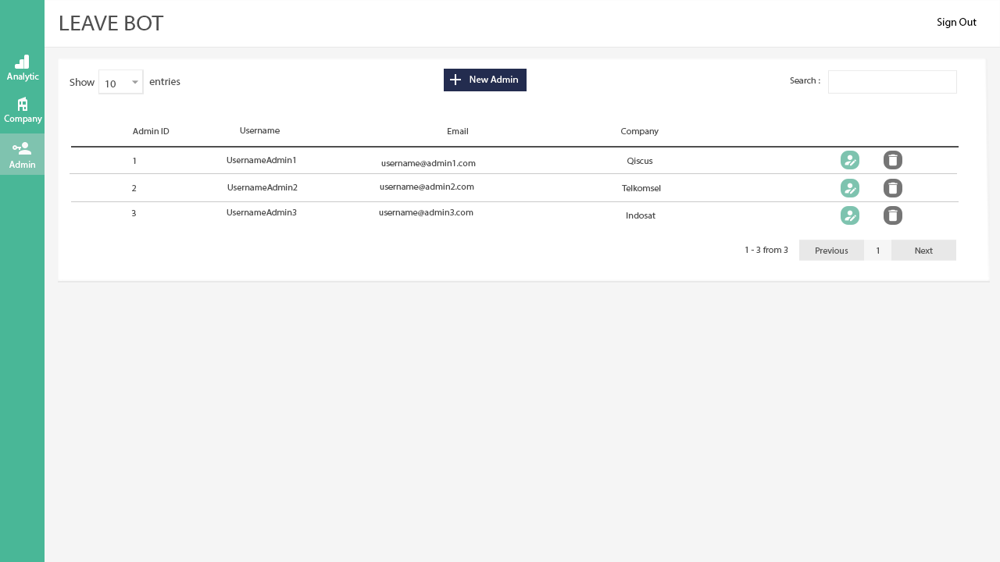 LEAVE BOT
Sign Out
Analytic
Company
Admin
Show 10 entries
New Admin
Search :
Admin ID Username Email Company
1 UsernameAdmin1 username@admin1.com Qiscus
2 UsernameAdmin2 username@admin2.com Telkomsel
3 UsernameAdmin3 username@admin3.com Indosat
1 - 3 from 3 Previous 1 Next